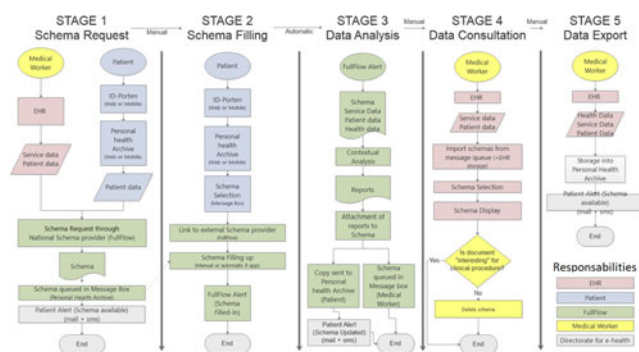 STAGE 1
Schema Request
Manual
STAGE 2
Schema Filling
Automatic
STAGE 3
Data Analysis
Manual
STAGE 4
Data Consultation
Manual
STAGE 5
Data Export
Medical
Worker
Patient
EHR
ID-Porten
(Web or Mobile)
Personal
health
Archive
(Web or Mobile)
Service data
Patient data
Patient data
Schema Request through
National Schema provider (FullFlow)
Schema
Schema queued in Message Box
(Personal Health Archive)
Patient Alert (Schema available)
(mail + sms)
End
Patient
ID-Porten
(Web or Mobile)
Personal
health
Archive
(Web or Mobile)
Schema
Selection
(Message Box)
Link to external Schema provider
(FullFlow)
Schema Filling up
(Manual or automatic if app)
FullFlow Alert
(Schema
Filled-in)
End
FullFlow Alert
Schema
Service Data
Patient data
Health data
Contextual
Analysis
Reports
Attachment of
reports to
Schema
Copy sent to
Personal
health Archive
(Patient)
Schema
queued in
Message box
(Medical
Worker)
Patient Alert
(Schema Updated)
(mail + sms)
End
Medical
Worker
EHR
Service data
Patient data
Import schemas from
message queue (+EHR
storage)
Schema Selection
Schema Display
Is document
"interesting" for
clinical procedure?
Yes
No
Delete schema
End
Medical
Worker
EHR
Health Data
Service Data
Patient Data
Storage into
Personal Health
Archive
Patient Alert (Schema
available)
(mail + sms)
End
Responsabilities
EHR
Patient
FullFlow
Medical Worker
Directorate for e-health